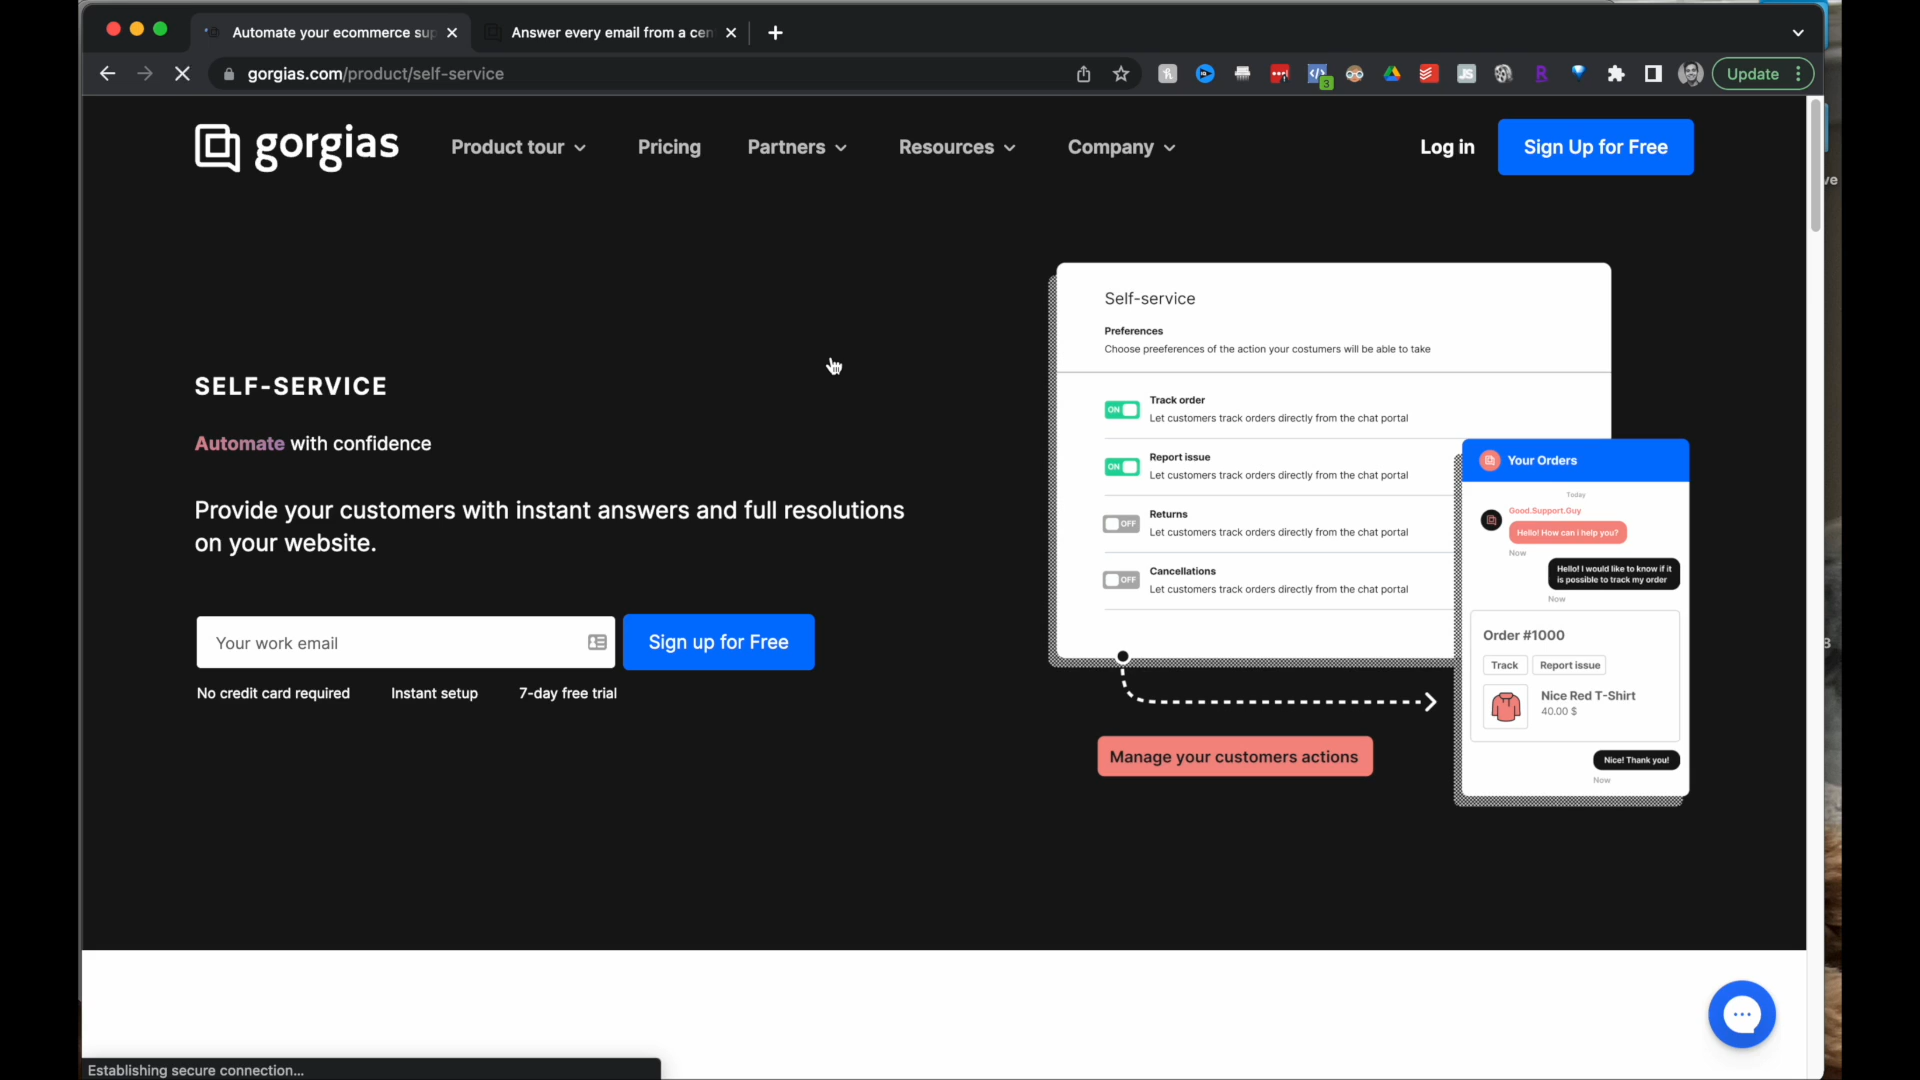 Automate your ecommerce sup
Answer every email from a cen
gorgias.com/product/self-service
3
Update
gorgias
Product tour
Pricing
Partners
Resources
Company
Log in
Sign Up for Free
ve
Self-service
Preferences
Choose preeferences of the action your costumers will be able to take
SELF-SERVICE
Automate with confidence
Provide your customers with instant answers and full resolutions
on your website.
Your work email
Sign up for Free
No credit card required
Instant setup
7-day free trial
ON
Track order
Let customers track orders directly from the chat portal
ON
Report issue
Let customers track orders directly from the chat portal
OFF
Returns
Let customers track orders directly from the chat portal
OFF
Cancellations
Let customers track orders directly from the chat portal
Manage your customers actions
Your Orders
Today
Good.Support.Guy
Hello! How can i help you?
Now
Hello! I would like to know if it
is possible to track my order
Now
Order #1000
Track
Report issue
Nice Red T-Shirt
40.00 $
Nice! Thank you!
Now
3
Establishing secure connection...